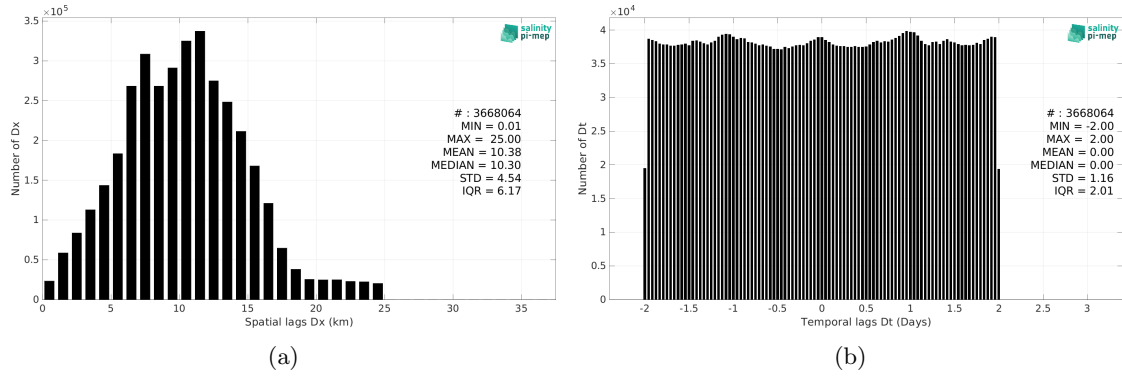 ×10⁵
3.5
3
2.5
2
1.5
1
0.5
0
Number of Dx
salinity
pi-mep
# : 3668064
MIN = 0.01
MAX = 25.00
MEAN = 10.38
MEDIAN = 10.30
STD = 4.54
IQR = 6.17
0 5 10 15 20 25 30 35
Spatial lags Dx (km)
(a)
×10⁴
4
3.5
3
2.5
2
1.5
1
0.5
0
Number of Dt
salinity
pi-mep
# : 3668064
MIN = -2.00
MAX = 2.00
MEAN = 0.00
MEDIAN = 0.00
STD = 1.16
IQR = 2.01
-2 -1.5 -1 -0.5 0 0.5 1 1.5 2 2.5 3
Temporal lags Dt (Days)
(b)